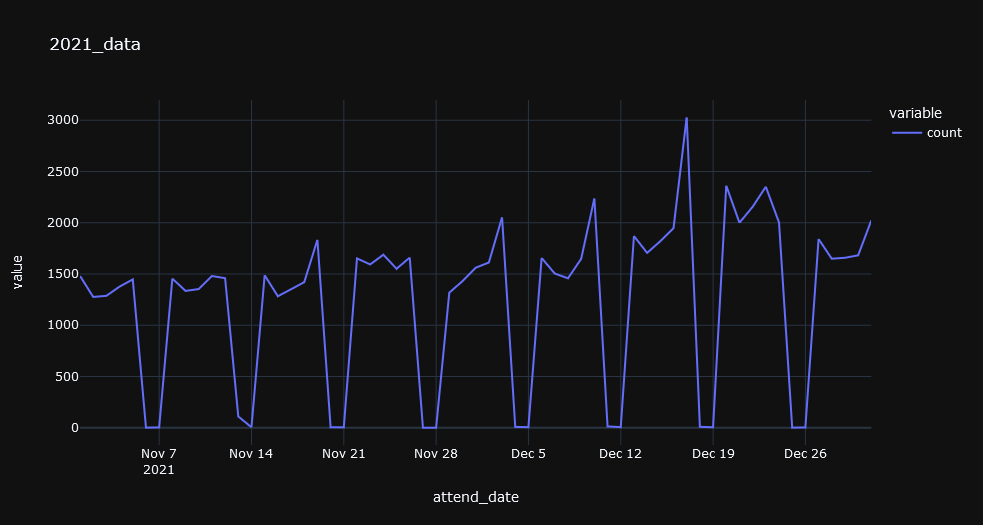 2021_data
variable
count
value
3000
2500
2000
1500
1000
500
0
Nov 7
2021
Nov 14
Nov 21
Nov 28
Dec 5
Dec 12
Dec 19
Dec 26
attend_date